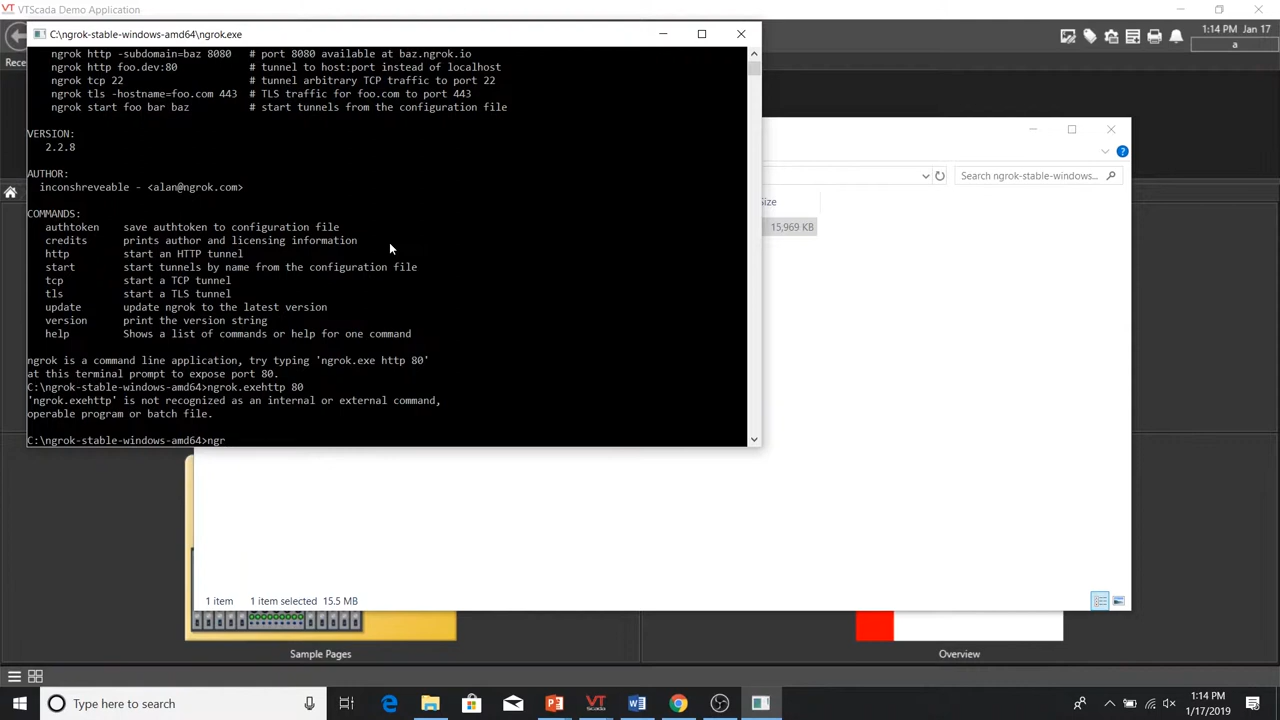 VTScada Demo Application
C:\ngrok-stable-windows-amd64\ngrok.exe
1:14 PM Jan 17
a
Rece
ngrok http -subdomain=baz 8080 # port 8080 available at baz.ngrok.io
ngrok http foo.dev:80 # tunnel to host:port instead of localhost
ngrok tcp 22 # tunnel arbitrary TCP traffic to port 22
ngrok tls -hostname=foo.com 443 # TLS traffic for foo.com to port 443
ngrok start foo bar baz # start tunnels from the configuration file
VERSION:
2.2.8
AUTHOR:
inconshreveable - <alan@ngrok.com>
COMMANDS:
authtoken save authtoken to configuration file
credits prints author and licensing information
http start an HTTP tunnel
start start tunnels by name from the configuration file
tcp start a TCP tunnel
tls start a TLS tunnel
update update ngrok to the latest version
version print the version string
help Shows a list of commands or help for one command
ngrok is a command line application, try typing 'ngrok.exe http 80'
at this terminal prompt to expose port 80.
C:\ngrok-stable-windows-amd64>ngrok.exehttp 80
'ngrok.exehttp' is not recognized as an internal or external command,
operable program or batch file.
C:\ngrok-stable-windows-amd64>ngr
Search ngrok-stable-windows...
Size
15,969 KB
1 item 1 item selected 15.5 MB
Sample Pages
Overview
Type here to search
1:14 PM
1/17/2019